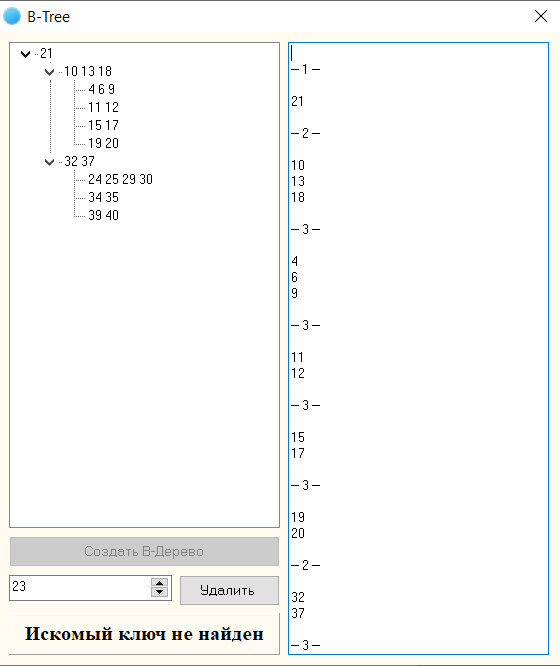 B-Tree
21
10 13 18
4 6 9
11 12
15 17
19 20
32 37
24 25 29 30
34 35
39 40
Создать В-Дерево
23
Удалить
Искомый ключ не найден
— 1 —
21
— 2 —
10
13
18
— 3 —
4
6
9
— 3 —
11
12
— 3 —
15
17
— 3 —
19
20
— 2 —
32
37
— 3 —